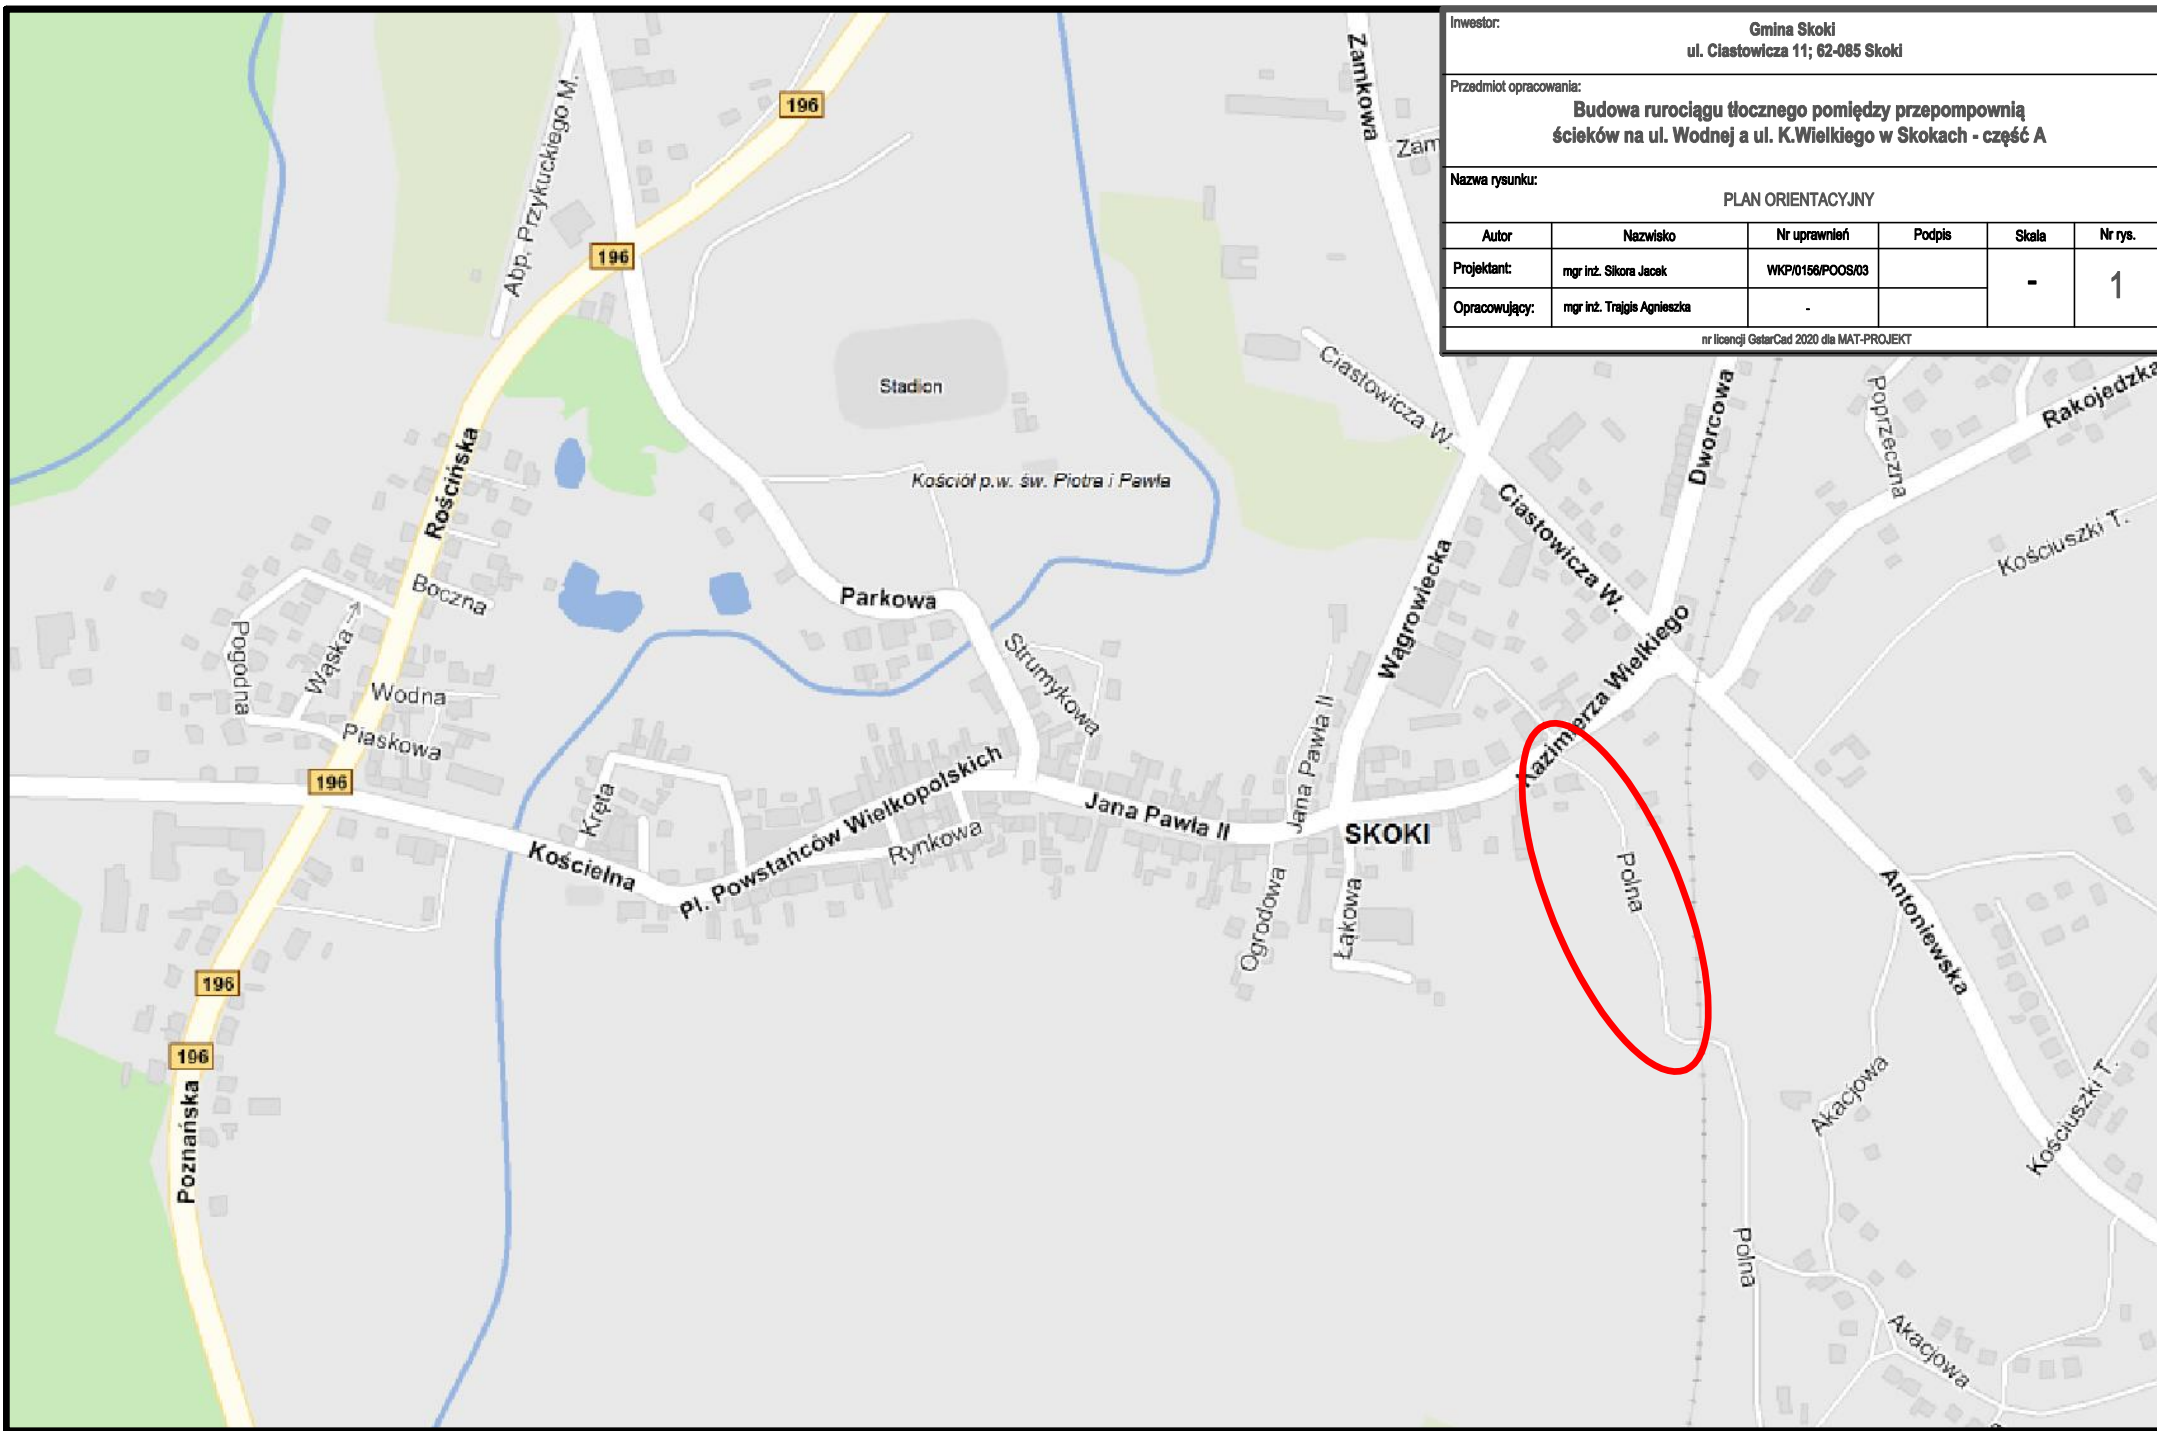 Inwestor:
Gmina Skoki
ul. Ciastowicza 11; 62-085 Skoki
Przedmiot opracowania:
Budowa rurociągu tłocznego pomiędzy przepompownią
ścieków na ul. Wodnej a ul. K.Wielkiego w Skokach - część A
Nazwa rysunku:
PLAN ORIENTACYJNY
Autor Nazwisko Nr uprawnień Podpis Skala Nr rys.
Projektant: mgr inż. Sikora Jacek WKP/0156/POOS/03 - 1
Opracowujący: mgr inż. Trajgis Agnieszka -
nr licencji GstarCad 2020 dla MAT-PROJEKT
Zamkowa
Zam
196
Abp. Przykuckiego M.
196
Stadion
Ciastowicza W.
Dworcowa
Poprzeczna
Rakojedzka
Rościńska
Kościół p.w. św. Piotra i Pawła
Ciastowicza W.
Kościuszki T.
Boczna
Parkowa
Wągrowiecka
Pogodna
Wąska →
Wodna
Strumykowa
Kazimierza Wielkiego
Piaskowa
Jana Pawła II
196
Kręta
Pl. Powstańców Wielkopolskich
Jana Pawła II
SKOKI
Rynkowa
Kościelna
Polna
Ogrodowa
Łąkowa
Antoniewska
196
196
Poznańska
Akacjowa
Kościuszki T.
Polna
Akacjowa